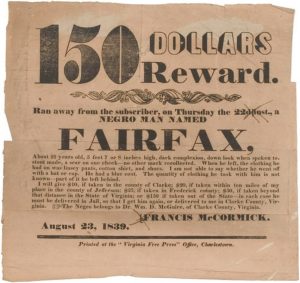 150 DOLLARS
Reward.
Ran away from the subscriber, on Thursday the 22d inst., a
NEGRO MAN NAMED
FAIRFAX,
About 23 years old, 5 feet 7 or 8 inches high, dark complexion, down look when spoken to,
stout made, a scar on one cheek—no other mark recollected. When he left, the clothing he
had on was linen pants, cotton shirt, and shoes. I am not able to say whether he went off
with a hat or cap. He had a blue coat. The quantity of clothing he took with him is not
known—part of it he left behind.
I will give $10, if taken in the county of Clarke; $20, if taken within ten miles of my
place in the county of Jefferson; $25, if taken in Frederick county; $50, if taken beyond
that distance in the State of Virginia; or $150 if taken out of the State—in each case he
must be delivered in Jail, so that I get him again, or delivered to me in Clarke County, Vir-
ginia. The Negro belongs to Dr. Wm. D. McGuire, of Clarke County, Virginia.
FRANCIS McCORMICK.
August 23, 1839.
Printed at the "Virginia Free Press" Office, Charlestown.